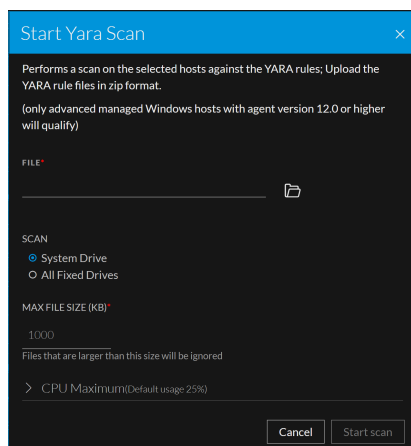 Start Yara Scan
Performs a scan on the selected hosts against the YARA rules; Upload the
YARA rule files in zip format.
(only advanced managed Windows hosts with agent version 12.0 or higher
will qualify)
FILE*
SCAN
System Drive
All Fixed Drives
MAX FILE SIZE (KB)*
1000
Files that are larger than this size will be ignored
CPU Maximum(Default usage 25%)
Cancel Start scan